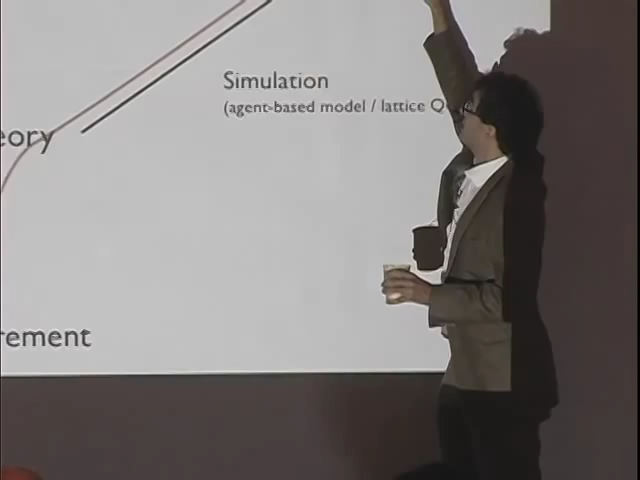 Simulation
(agent-based model / lattice Q
eory
rement